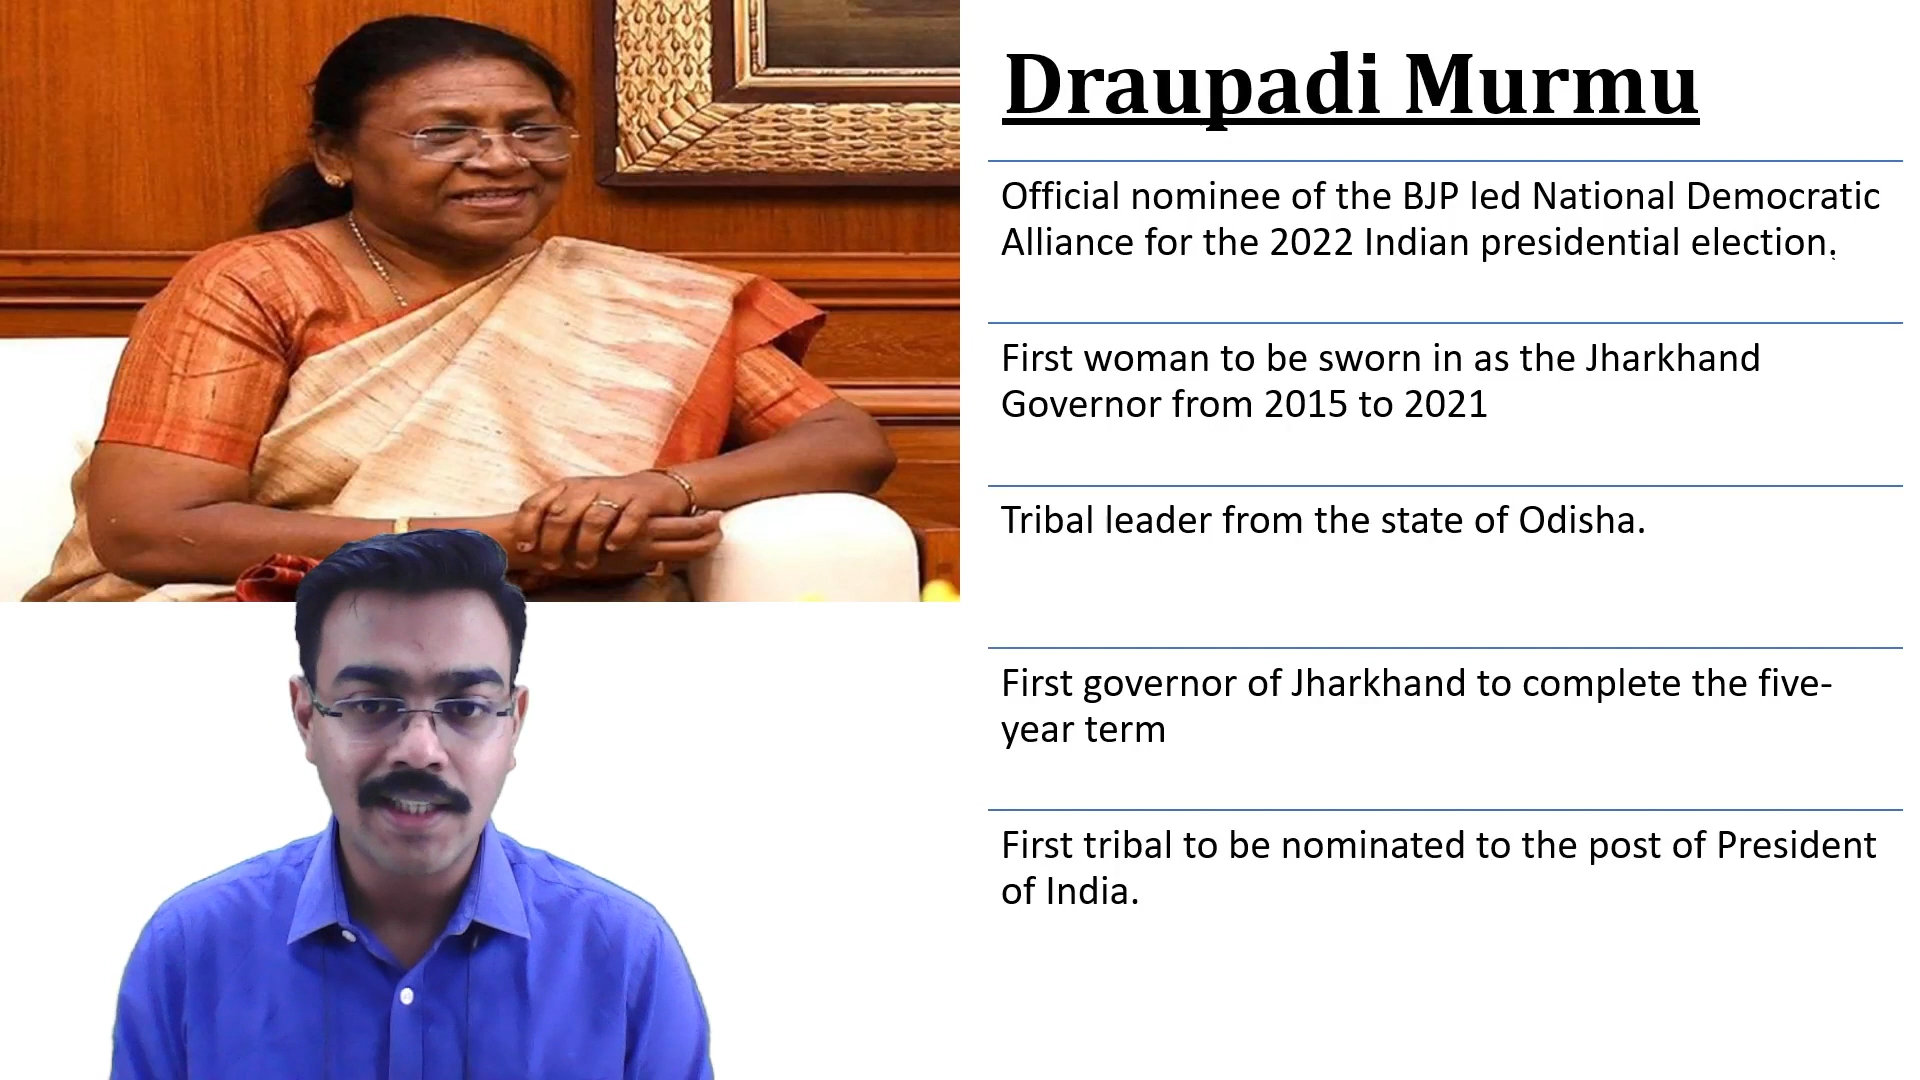 Draupadi Murmu
Official nominee of the BJP led National Democratic
Alliance for the 2022 Indian presidential election.
First woman to be sworn in as the Jharkhand
Governor from 2015 to 2021
Tribal leader from the state of Odisha.
First governor of Jharkhand to complete the five-
year term
First tribal to be nominated to the post of President
of India.